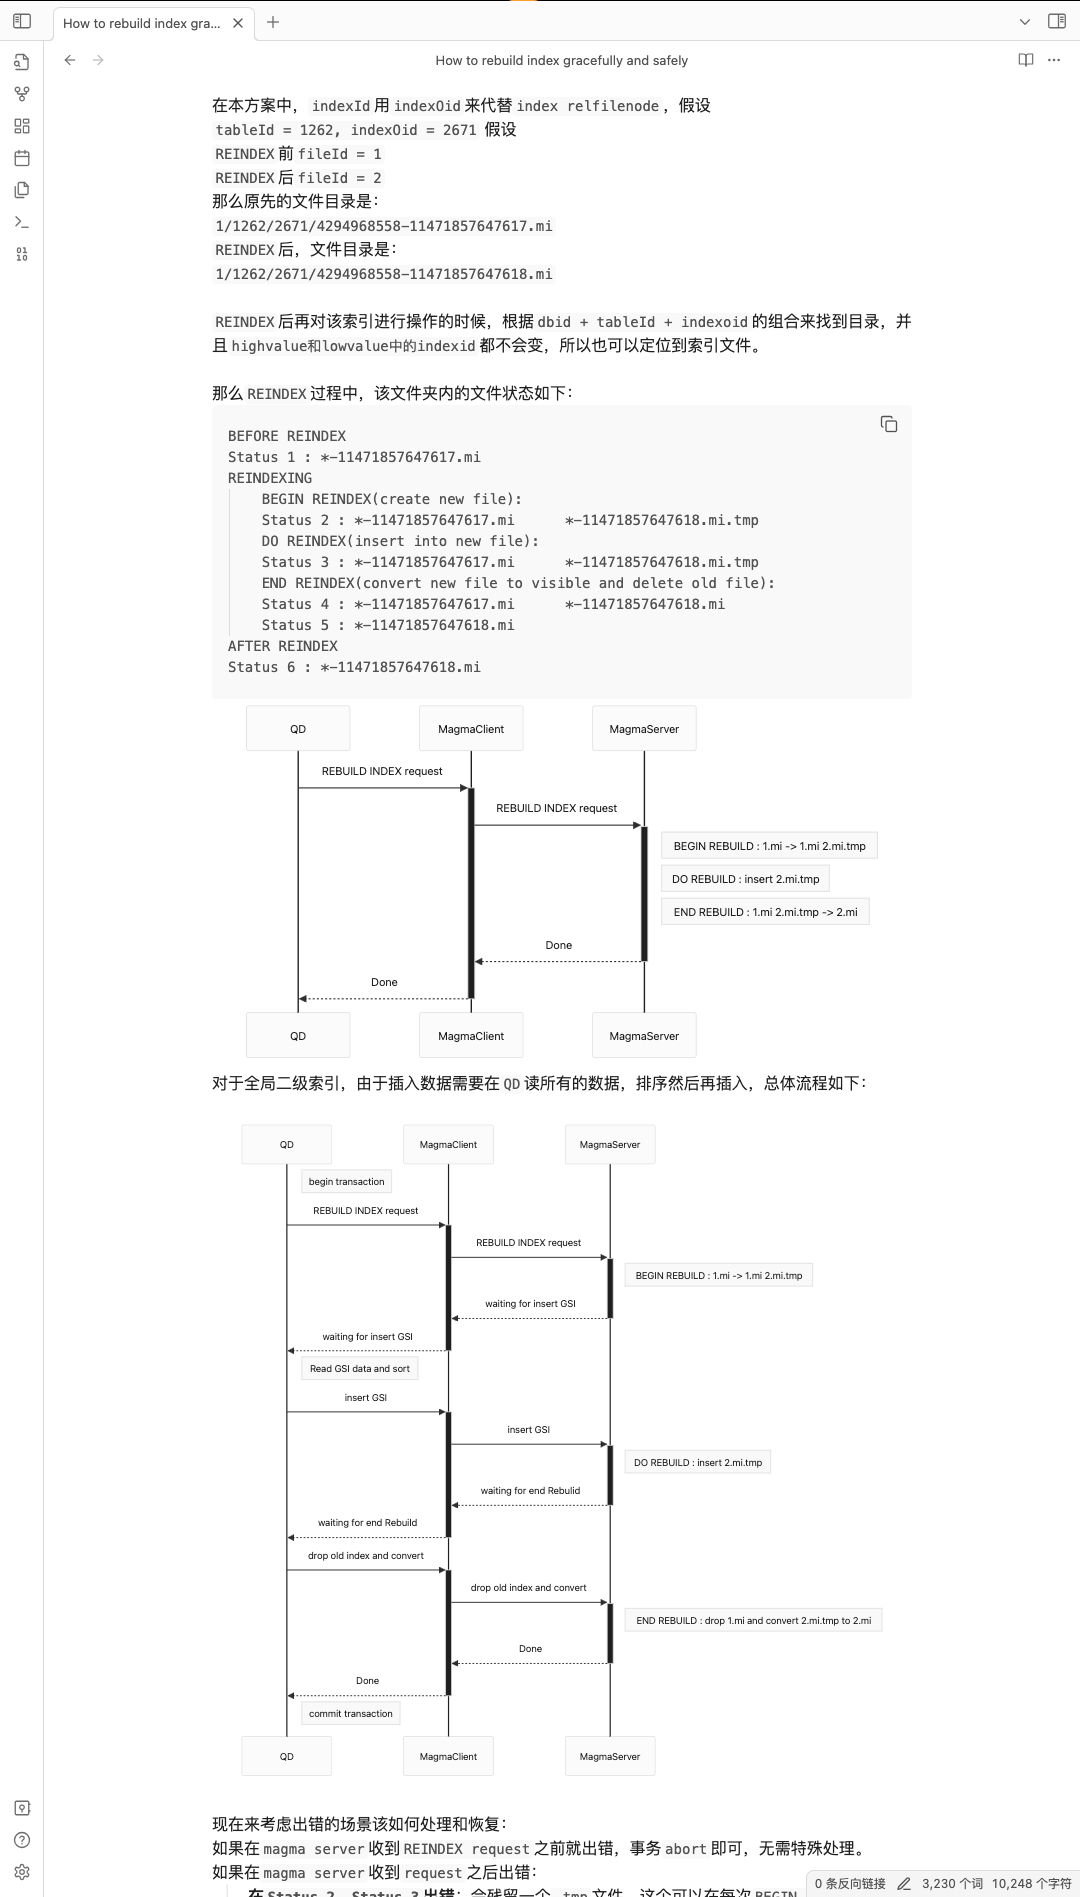 How to rebuild index gra...
How to rebuild index gracefully and safely
在本方案中， indexId 用 indexOid 来代替 index relfilenode ，假设
tableId = 1262, indexOid = 2671 假设
REINDEX 前 fileId = 1
REINDEX 后 fileId = 2
那么原先的文件目录是：
1/1262/2671/4294968558-11471857647617.mi
REINDEX 后，文件目录是：
1/1262/2671/4294968558-11471857647618.mi
REINDEX 后再对该索引进行操作的时候，根据 dbid + tableId + indexoid 的组合来找到目录，并
且 highvalue和lowvalue中的indexid 都不会变，所以也可以定位到索引文件。
那么 REINDEX 过程中，该文件夹内的文件状态如下：
BEFORE REINDEX
Status 1 : *-11471857647617.mi
REINDEXING
BEGIN REINDEX(create new file):
Status 2 : *-11471857647617.mi *-11471857647618.mi.tmp
DO REINDEX(insert into new file):
Status 3 : *-11471857647617.mi *-11471857647618.mi.tmp
END REINDEX(convert new file to visible and delete old file):
Status 4 : *-11471857647617.mi *-11471857647618.mi
Status 5 : *-11471857647618.mi
AFTER REINDEX
Status 6 : *-11471857647618.mi
QD MagmaClient MagmaServer
REBUILD INDEX request
REBUILD INDEX request
BEGIN REBUILD : 1.mi -> 1.mi 2.mi.tmp
DO REBUILD : insert 2.mi.tmp
END REBUILD : 1.mi 2.mi.tmp -> 2.mi
Done
Done
QD MagmaClient MagmaServer
对于全局二级索引，由于插入数据需要在 QD 读所有的数据，排序然后再插入，总体流程如下：
QD MagmaClient MagmaServer
begin transaction
REBUILD INDEX request
REBUILD INDEX request
BEGIN REBUILD : 1.mi -> 1.mi 2.mi.tmp
waiting for insert GSI
waiting for insert GSI
Read GSI data and sort
insert GSI
insert GSI
DO REBUILD : insert 2.mi.tmp
waiting for end Rebulid
waiting for end Rebuild
drop old index and convert
drop old index and convert
END REBUILD : drop 1.mi and convert 2.mi.tmp to 2.mi
Done
Done
commit transaction
QD MagmaClient MagmaServer
现在来考虑出错的场景该如何处理和恢复：
如果在 magma server 收到 REINDEX request 之前就出错，事务 abort 即可，无需特殊处理。
如果在 magma server 收到 request 之后出错：
在 Status 2、Status 3 出错：会残留一个 .tmp 文件，这个可以在每次 BEGIN
0 条反向链接 3,230 个词 10,248 个字符